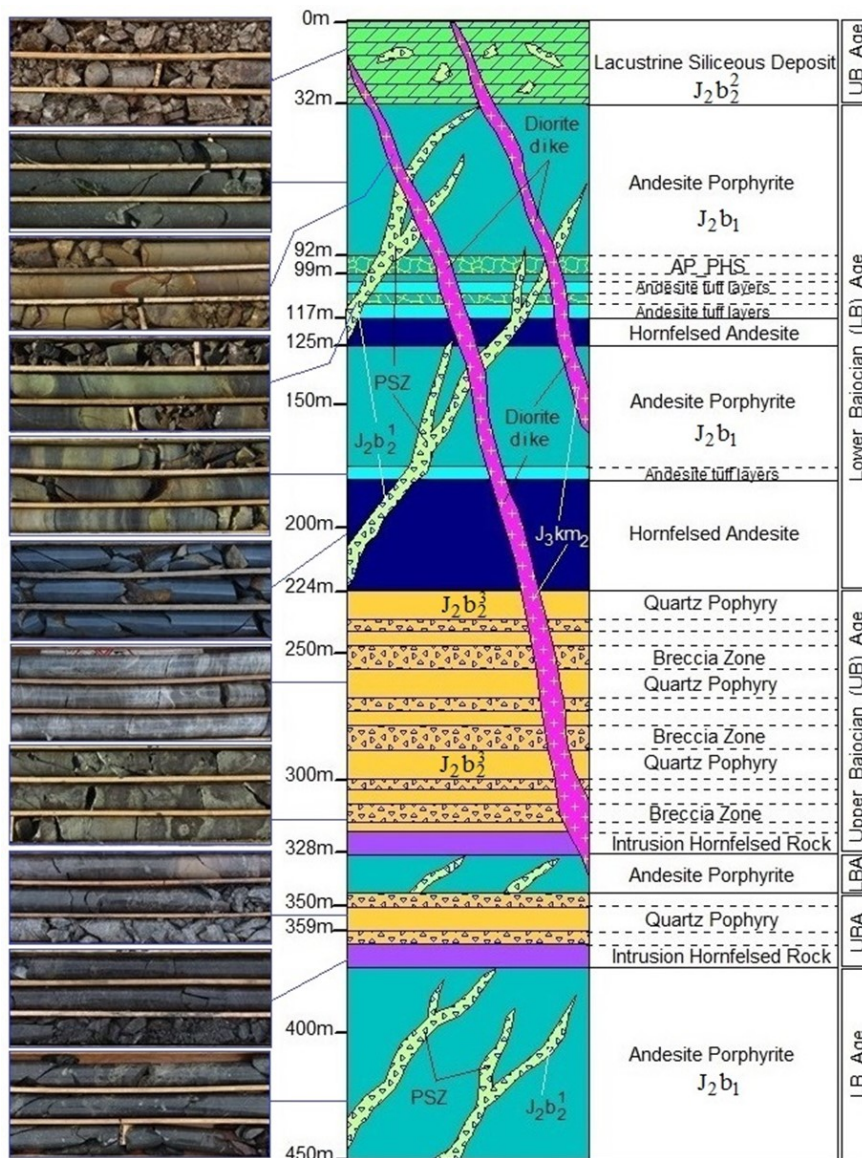 0m
Lacustrine Siliceous Deposit
J₂b₂²
UB Age
32m
Diorite
dike
Andesite Porphyrite
J₂b₁
92m
AP_PHS
99m
Andesite tuff layers
Andesite tuff layers
117m
Hornfelsed Andesite
125m
PSZ
150m
Andesite Porphyrite
J₂b₁
J₂b₂¹
Diorite
dike
Andesite tuff layers
200m
J₃km₂
Hornfelsed Andesite
Lower Bajocian (LB) Age
224m
J₂b₂³
Quartz Pophyry
250m
Breccia Zone
Quartz Pophyry
Breccia Zone
J₂b₂³
Quartz Pophyry
300m
Breccia Zone
Intrusion Hornfelsed Rock
Upper Bajocian (UB) Age
328m
Andesite Porphyrite
LBA
350m
Quartz Pophyry
359m
Intrusion Hornfelsed Rock
UBA
400m
Andesite Porphyrite
J₂b₁
PSZ
J₂b₂¹
LB Age
450m